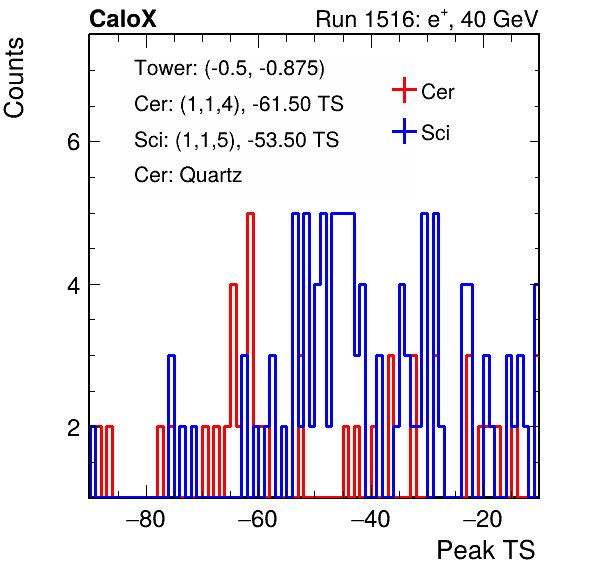 CaloX Run 1516: e+, 40 GeV
Counts
Tower: (-0.5, -0.875)
Cer: (1,1,4), -61.50 TS
Sci: (1,1,5), -53.50 TS
Cer: Quartz
Cer
Sci
6
4
2
−80 −60 −40 −20
Peak TS